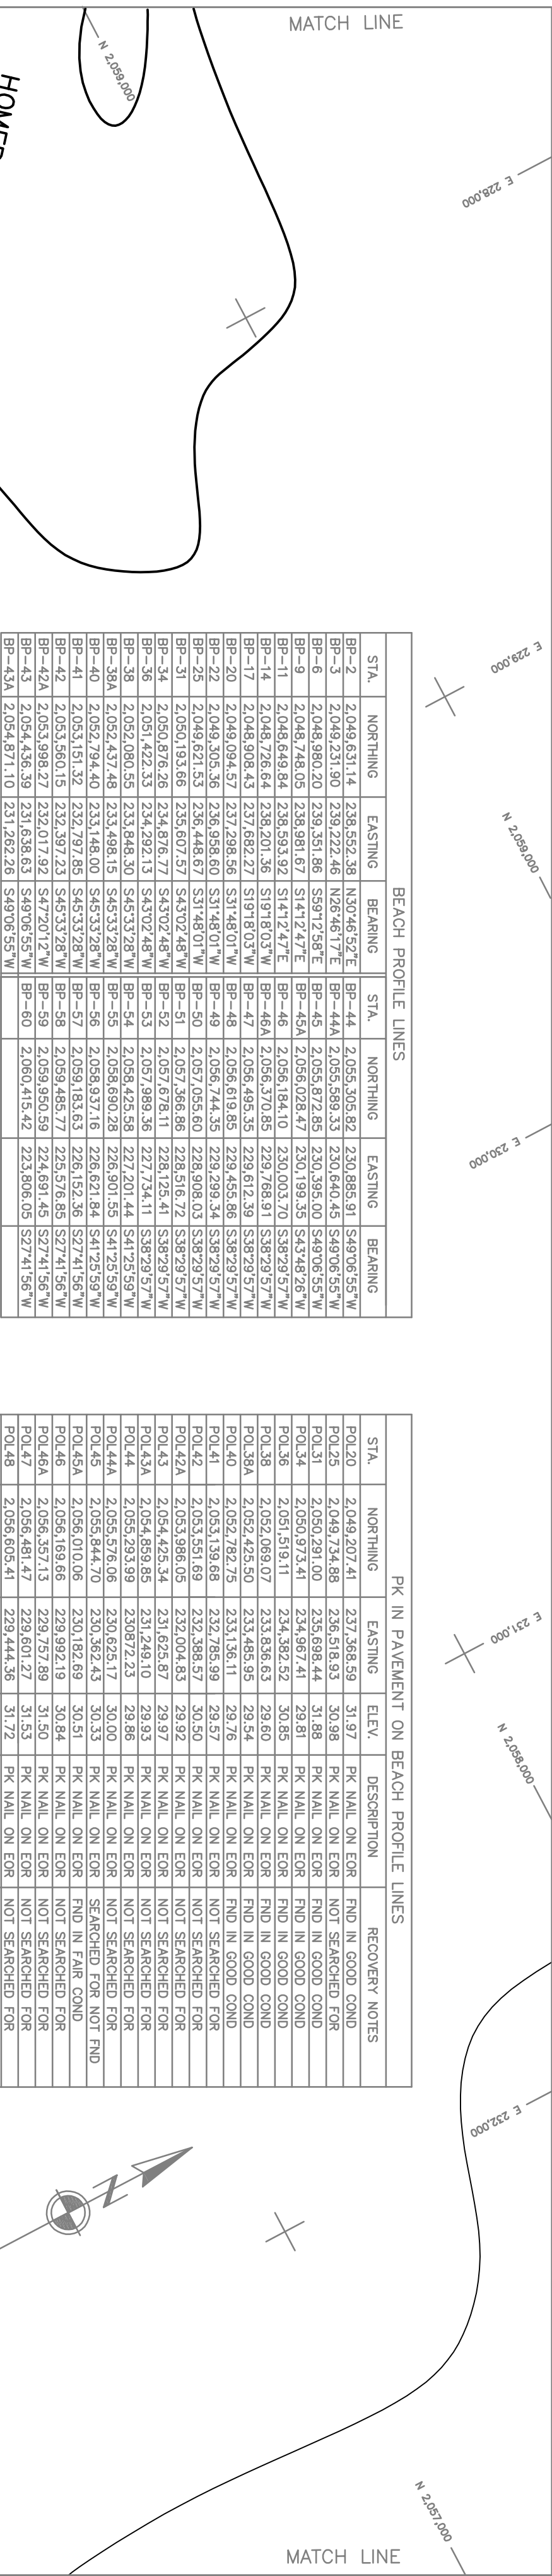 MATCH LINE
N 2,059,000
E 228,000
E 229,000
N 2,059,000
E 230,000
E 231,000
N 2,058,000
E 232,000
N 2,057,000
MATCH LINE
N
BEACH PROFILE LINES
STA. NORTHING EASTING BEARING STA. NORTHING EASTING BEARING
BP-2 2,049,631.14 238,552.38 N30°46'52"E BP-44 2,055,305.82 230,885.91 S49°06'55"W
BP-3 2,049,231.90 239,222.46 N26°46'17"E BP-44A 2,055,589.33 230,640.45 S49°06'55"W
BP-6 2,048,980.20 239,351.86 S59°12'58"E BP-45 2,055,872.85 230,395.00 S49°06'55"W
BP-9 2,048,748.05 238,981.67 S14°12'47"E BP-45A 2,056,028.47 230,199.35 S43°48'26"W
BP-11 2,048,649.84 238,593.92 S14°12'47"E BP-46 2,056,184.10 230,003.70 S38°29'57"W
BP-14 2,048,726.64 238,201.36 S19°18'03"W BP-46A 2,056,370.85 229,788.91 S38°29'57"W
BP-17 2,048,908.43 237,682.27 S19°18'03"W BP-47 2,056,495.35 229,612.39 S38°29'57"W
BP-20 2,049,094.57 237,298.56 S31°48'01"W BP-48 2,056,619.85 229,455.86 S38°29'57"W
BP-22 2,049,305.36 236,958.60 S31°48'01"W BP-49 2,056,744.35 229,299.34 S38°29'57"W
BP-25 2,049,621.53 236,448.67 S31°48'01"W BP-50 2,057,055.60 228,908.03 S38°29'57"W
BP-31 2,050,193.66 235,607.57 S43°02'48"W BP-51 2,057,366.86 228,516.72 S38°29'57"W
BP-34 2,050,876.26 234,876.77 S43°02'48"W BP-52 2,057,678.11 228,125.41 S38°29'57"W
BP-36 2,051,422.33 234,292.13 S43°02'48"W BP-53 2,057,989.36 227,734.11 S38°29'57"W
BP-38 2,052,080.55 233,848.30 S45°33'28"W BP-54 2,058,425.58 227,201.44 S41°25'59"W
BP-38A 2,052,437.48 233,498.15 S45°33'28"W BP-55 2,058,690.28 226,901.55 S41°25'59"W
BP-40 2,052,794.40 233,148.00 S45°33'28"W BP-56 2,058,937.16 226,621.84 S41°25'59"W
BP-41 2,053,151.32 232,797.85 S45°33'28"W BP-57 2,059,183.63 226,152.36 S27°41'56"W
BP-42 2,053,560.15 232,397.23 S45°33'28"W BP-58 2,059,485.77 225,576.85 S27°41'56"W
BP-42A 2,053,998.27 232,017.92 S47°20'12"W BP-59 2,059,950.59 224,691.45 S27°41'56"W
BP-43 2,054,436.39 231,638.63 S49°06'55"W BP-60 2,060,415.42 223,806.05 S27°41'56"W
BP-43A 2,054,871.10 231,262.26 S49°06'55"W
PK IN PAVEMENT ON BEACH PROFILE LINES
STA. NORTHING EASTING ELEV. DESCRIPTION RECOVERY NOTES
POL20 2,049,207.41 237,368.59 31.97 PK NAIL ON EOR FND IN GOOD COND
POL25 2,049,734.88 236,518.93 30.98 PK NAIL ON EOR NOT SEARCHED FOR
POL31 2,050,291.00 235,698.44 31.88 PK NAIL ON EOR FND IN GOOD COND
POL34 2,050,973.41 234,967.41 29.81 PK NAIL ON EOR FND IN GOOD COND
POL36 2,051,519.11 234,382.52 30.85 PK NAIL ON EOR FND IN GOOD COND
POL38 2,052,069.07 233,836.63 29.60 PK NAIL ON EOR FND IN GOOD COND
POL38A 2,052,425.50 233,485.95 29.54 PK NAIL ON EOR FND IN GOOD COND
POL40 2,052,782.75 233,136.11 29.76 PK NAIL ON EOR FND IN GOOD COND
POL41 2,053,139.68 232,785.99 29.57 PK NAIL ON EOR NOT SEARCHED FOR
POL42 2,053,551.69 232,388.57 30.50 PK NAIL ON EOR NOT SEARCHED FOR
POL42A 2,053,986.05 232,004.83 29.92 PK NAIL ON EOR NOT SEARCHED FOR
POL43 2,054,425.34 231,625.87 29.97 PK NAIL ON EOR NOT SEARCHED FOR
POL43A 2,054,859.85 231,249.10 29.93 PK NAIL ON EOR NOT SEARCHED FOR
POL44 2,055,293.99 230872.23 29.86 PK NAIL ON EOR NOT SEARCHED FOR
POL44A 2,055,576.06 230,625.17 30.00 PK NAIL ON EOR NOT SEARCHED FOR
POL45 2,055,844.70 230,362.43 30.33 PK NAIL ON EOR SEARCHED FOR NOT FND
POL45A 2,056,010.06 230,182.69 30.51 PK NAIL ON EOR FND IN FAIR COND
POL46 2,056,169.66 229,992.19 30.84 PK NAIL ON EOR NOT SEARCHED FOR
POL46A 2,056,357.13 229,757.89 31.50 PK NAIL ON EOR NOT SEARCHED FOR
POL47 2,056,481.47 229,601.27 31.53 PK NAIL ON EOR NOT SEARCHED FOR
POL48 2,056,605.41 229,444.36 31.72 PK NAIL ON EOR NOT SEARCHED FOR